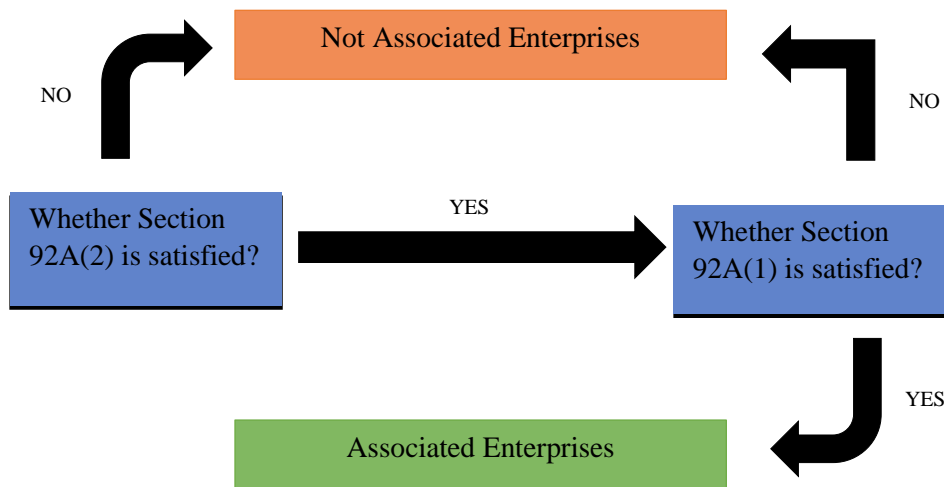 Not Associated Enterprises
NO
NO
Whether Section
92A(2) is satisfied?
YES
Whether Section
92A(1) is satisfied?
YES
Associated Enterprises